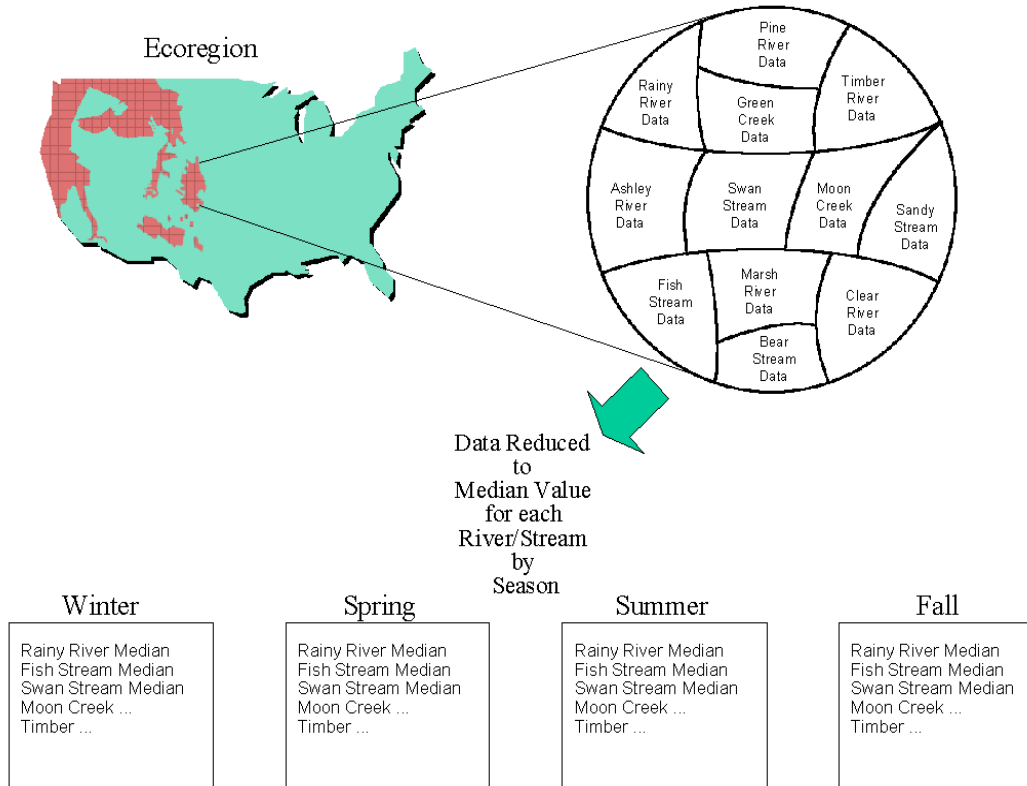 Ecoregion
Pine
River
Data
Rainy
River
Data
Green
Creek
Data
Timber
River
Data
Ashley
River
Data
Swan
Stream
Data
Moon
Creek
Data
Sandy
Stream
Data
Fish
Stream
Data
Marsh
River
Data
Clear
River
Data
Bear
Stream
Data
Data Reduced
to
Median Value
for each
River/Stream
by
Season
Winter
Rainy River Median
Fish Stream Median
Swan Stream Median
Moon Creek ...
Timber ...
Spring
Rainy River Median
Fish Stream Median
Swan Stream Median
Moon Creek ...
Timber ...
Summer
Rainy River Median
Fish Stream Median
Swan Stream Median
Moon Creek ...
Timber ...
Fall
Rainy River Median
Fish Stream Median
Swan Stream Median
Moon Creek ...
Timber ...